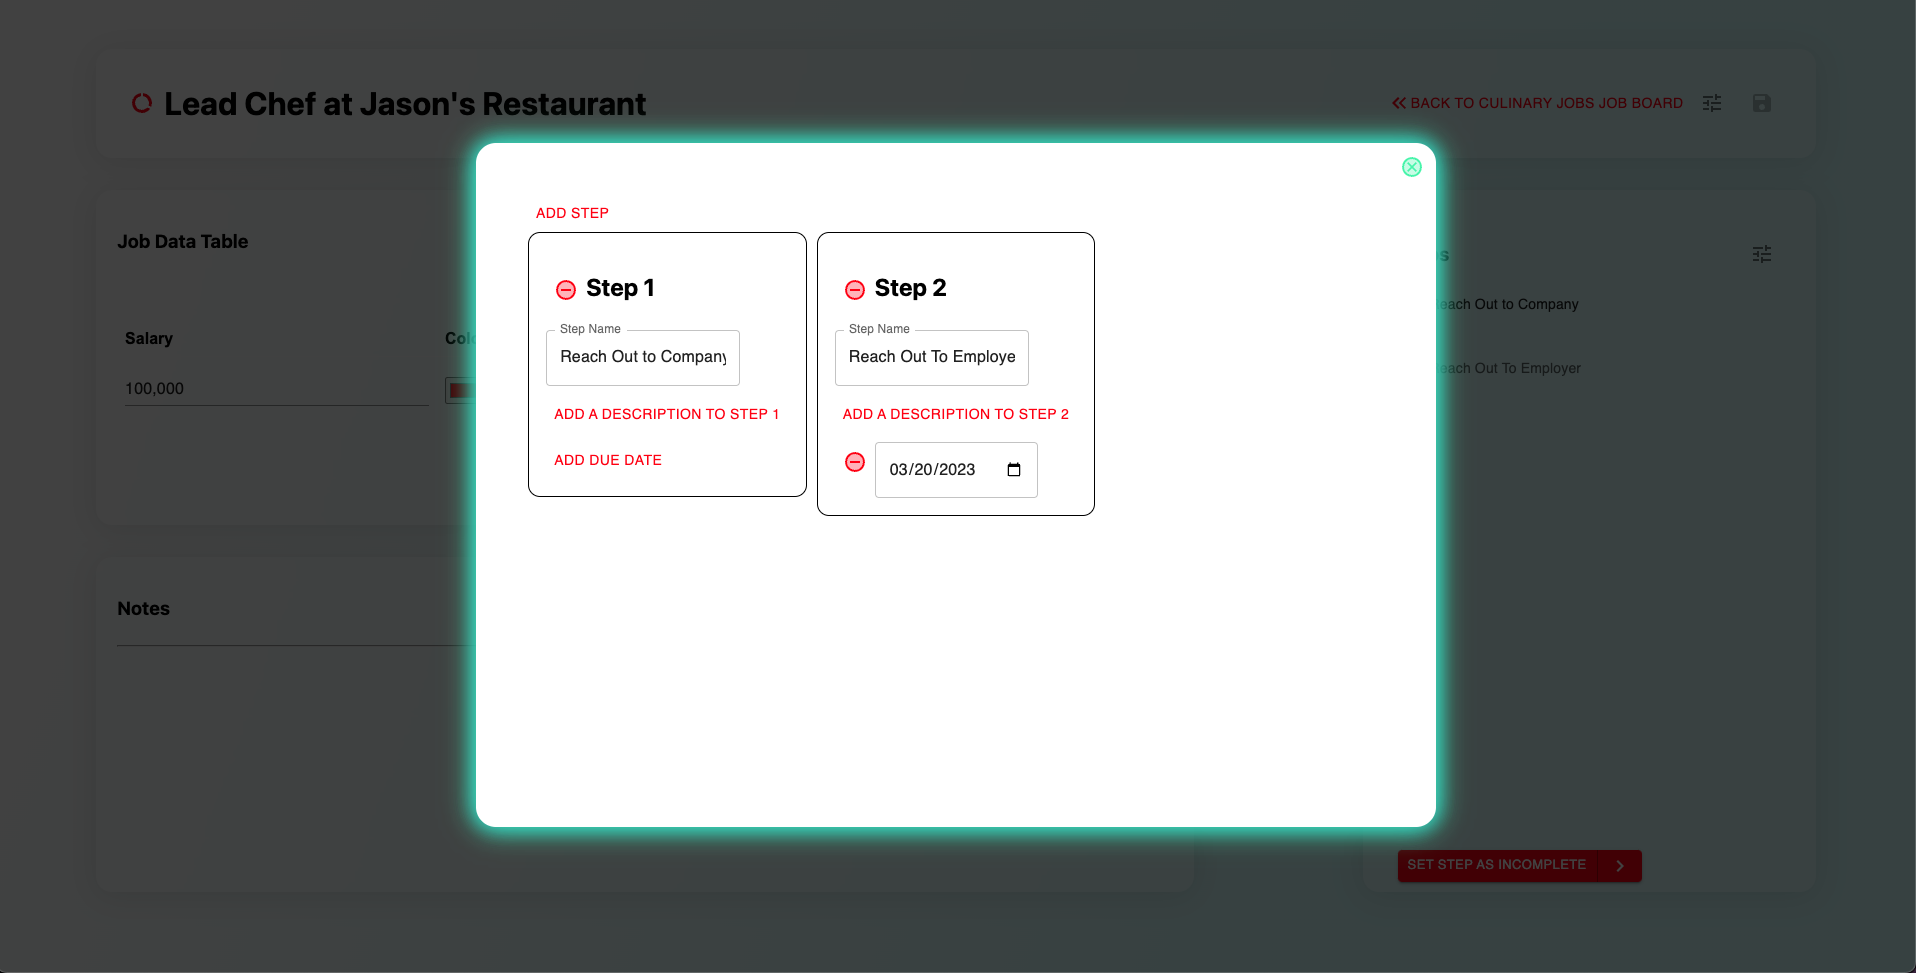 Lead Chef at Jason's Restaurant
BACK TO CULINARY JOBS JOB BOARD
Job Data Table
Salary
100,000
Notes
ADD STEP
Step 1
Step Name
Reach Out to Company
ADD A DESCRIPTION TO STEP 1
ADD DUE DATE
Step 2
Step Name
Reach Out To Employe
ADD A DESCRIPTION TO STEP 2
03/20/2023
each Out to Company
each Out To Employer
SET STEP AS INCOMPLETE